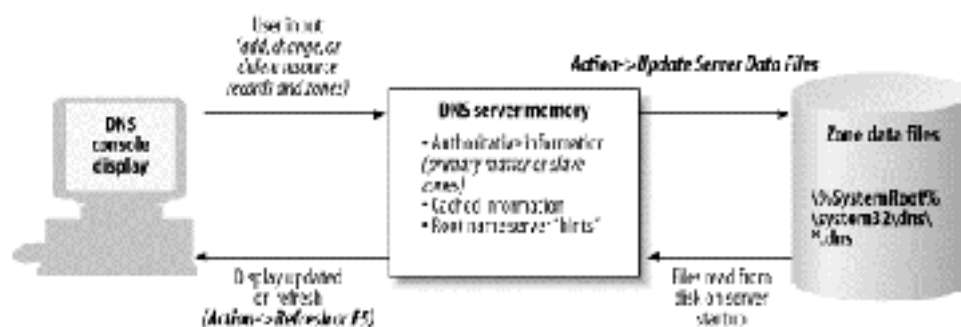 User input
(add, change, or
delete resource
records and zones)
Action->Update Server Data Files
DNS
console
display
DNS server memory
• Authoritative information
(primary master or slave
zones)
• Cached information
• Root name server "hints"
Zone data files
\%SystemRoot%
\system32\dns\
*.dns
Display updated
on refresh
(Action->Refresh or F5)
Files read from
disk on server
startup